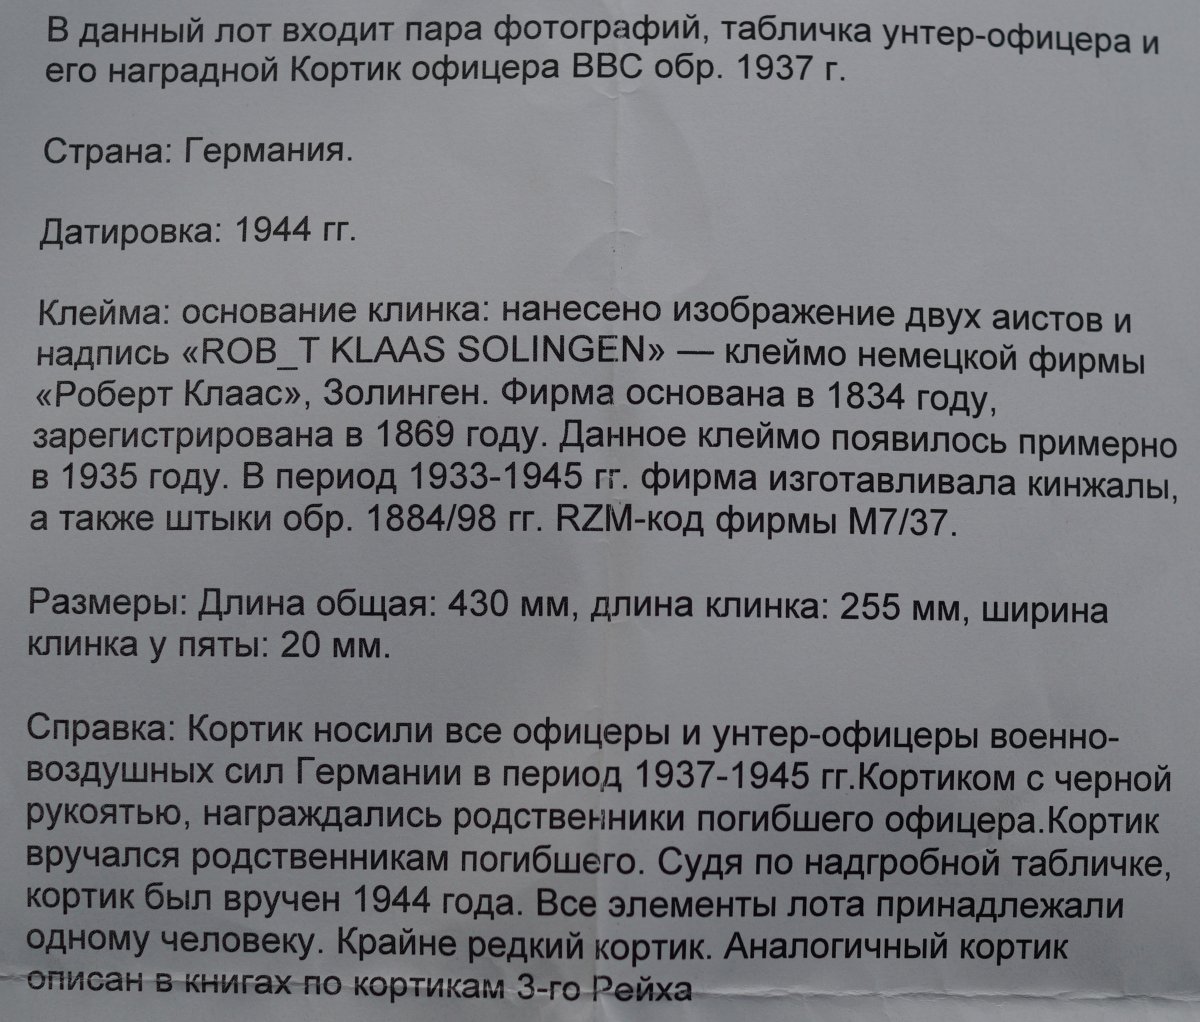 В данный лот входит пара фотографий, табличка унтер-офицера и
его наградной Кортик офицера ВВС обр. 1937 г.
Страна: Германия.
Датировка: 1944 гг.
Клейма: основание клинка: нанесено изображение двух аистов и
надпись «ROB_T KLAAS SOLINGEN» — клеймо немецкой фирмы
«Роберт Клаас», Золинген. Фирма основана в 1834 году,
зарегистрирована в 1869 году. Данное клеймо появилось примерно
в 1935 году. В период 1933-1945 гг. фирма изготавливала кинжалы,
а также штыки обр. 1884/98 гг. RZM-код фирмы M7/37.
Размеры: Длина общая: 430 мм, длина клинка: 255 мм, ширина
клинка у пяты: 20 мм.
Справка: Кортик носили все офицеры и унтер-офицеры военно-
воздушных сил Германии в период 1937-1945 гг.Кортиком с черной
рукоятью, награждались родственники погибшего офицера.Кортик
вручался родственникам погибшего. Судя по надгробной табличке,
кортик был вручен 1944 года. Все элементы лота принадлежали
одному человеку. Крайне редкий кортик. Аналогичный кортик
описан в книгах по кортикам 3-го Рейха